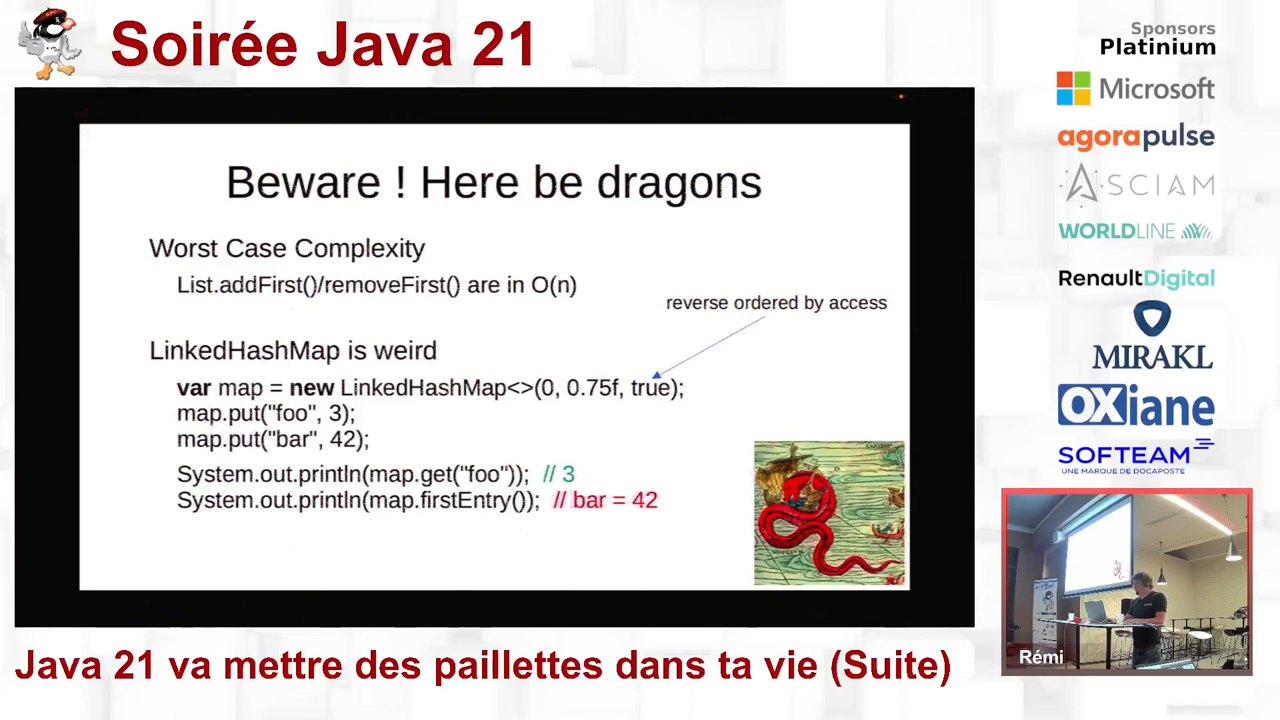 Soirée Java 21
Sponsors
Platinium
Microsoft
agorapulse
ASCIAM
WORLDLINE
RenaultDigital
MIRAKL
OXiane
SOFTEAM
UNE MARQUE DE DOCAPOSTE
Beware ! Here be dragons
Worst Case Complexity
List.addFirst()/removeFirst() are in O(n)
reverse ordered by access
LinkedHashMap is weird
var map = new LinkedHashMap<>(0, 0.75f, true);
map.put("foo", 3);
map.put("bar", 42);
System.out.println(map.get("foo")); // 3
System.out.println(map.firstEntry()); // bar = 42
Rémi
Java 21 va mettre des paillettes dans ta vie (Suite)